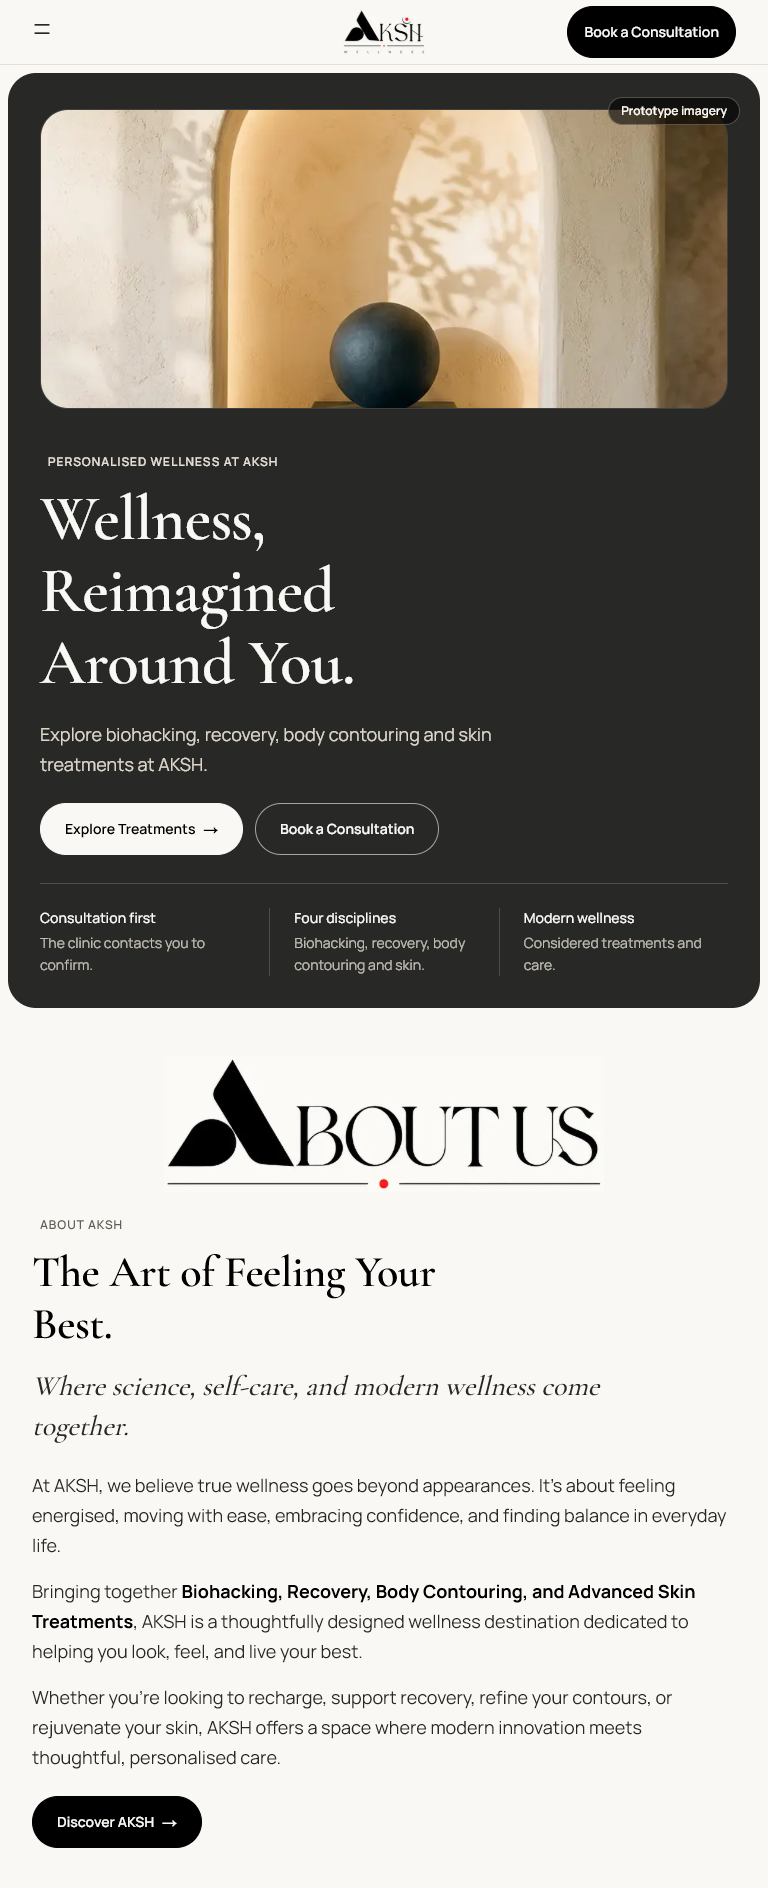 AKSH
WELLNESS
Book a Consultation
Prototype imagery
PERSONALISED WELLNESS AT AKSH
Wellness,
Reimagined
Around You.
Explore biohacking, recovery, body contouring and skin
treatments at AKSH.
Explore Treatments →
Book a Consultation
Consultation first
The clinic contacts you to
confirm.
Four disciplines
Biohacking, recovery, body
contouring and skin.
Modern wellness
Considered treatments and
care.
ABOUT US
ABOUT AKSH
The Art of Feeling Your
Best.
Where science, self-care, and modern wellness come
together.
At AKSH, we believe true wellness goes beyond appearances. It’s about feeling
energised, moving with ease, embracing confidence, and finding balance in everyday
life.
Bringing together Biohacking, Recovery, Body Contouring, and Advanced Skin
Treatments, AKSH is a thoughtfully designed wellness destination dedicated to
helping you look, feel, and live your best.
Whether you’re looking to recharge, support recovery, refine your contours, or
rejuvenate your skin, AKSH offers a space where modern innovation meets
thoughtful, personalised care.
Discover AKSH →